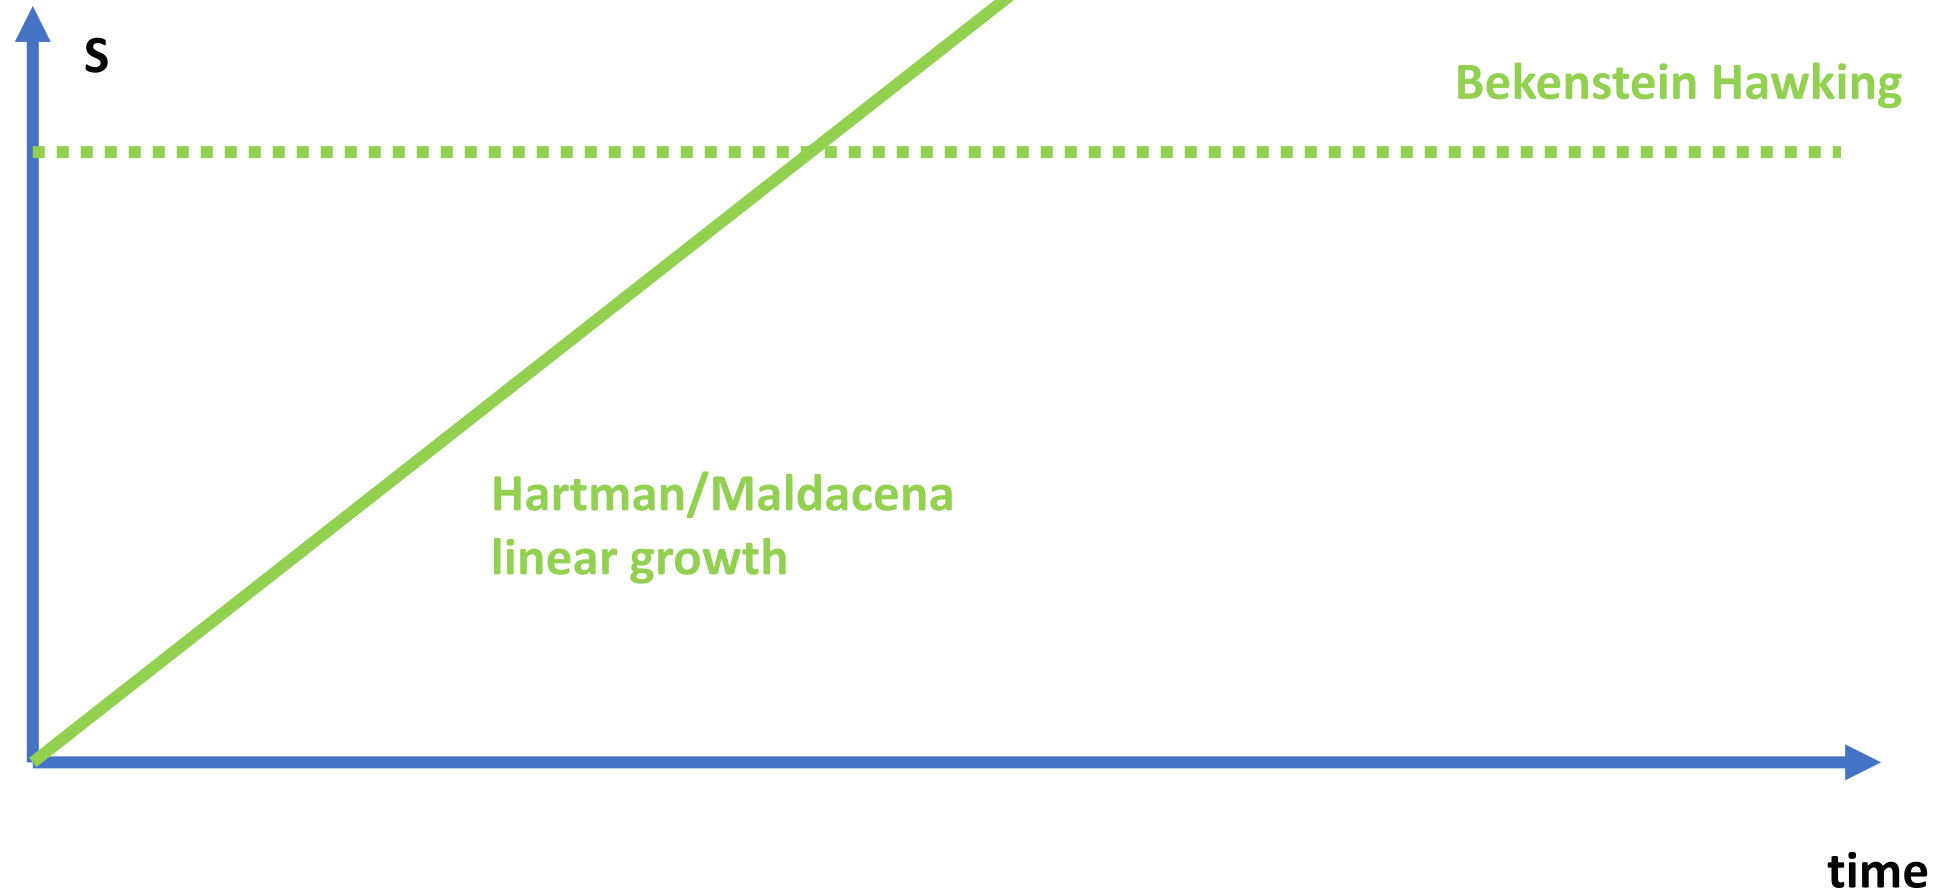 S
Bekenstein Hawking
Hartman/Maldacena
linear growth
time